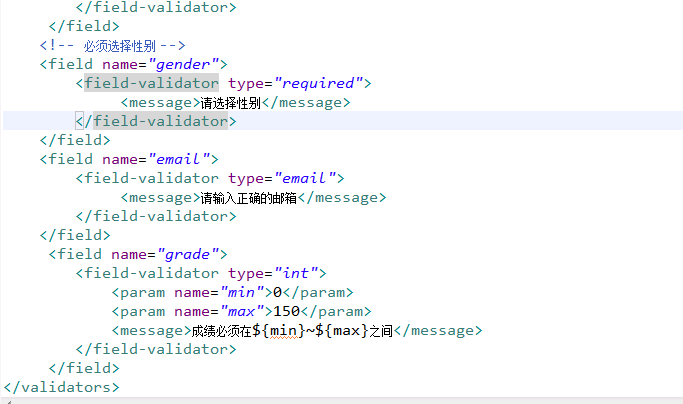 </field-validator>
</field>
<!-- 必须选择性别 -->
<field name="gender">
<field-validator type="required">
<message>请选择性别</message>
</field-validator>
</field>
<field name="email">
<field-validator type="email">
<message>请输入正确的邮箱</message>
</field-validator>
</field>
<field name="grade">
<field-validator type="int">
<param name="min">0</param>
<param name="max">150</param>
<message>成绩必须在${min}~${max}之间</message>
</field-validator>
</field>
</validators>